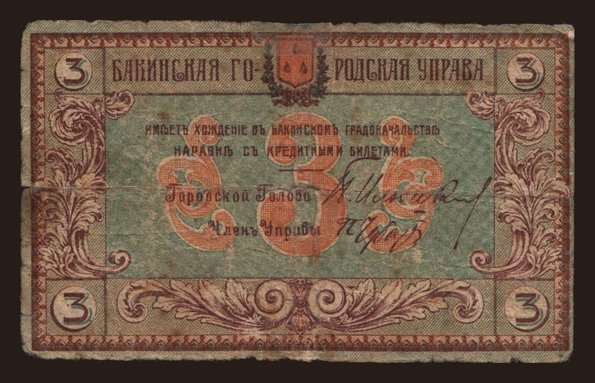 3 БАКИНСКАЯ ГО-РОДСКАЯ УПРАВА 3
ИМѢЕТЪ ХОЖДЕНІЕ ВЪ БАКИНСКОМЪ ГРАДОНАЧАЛЬСТВѢ
НАРАВНѢ СЪ КРЕДИТНЫМИ БИЛЕТАМИ.
3
Городской Голова
Членъ Управы
3 3